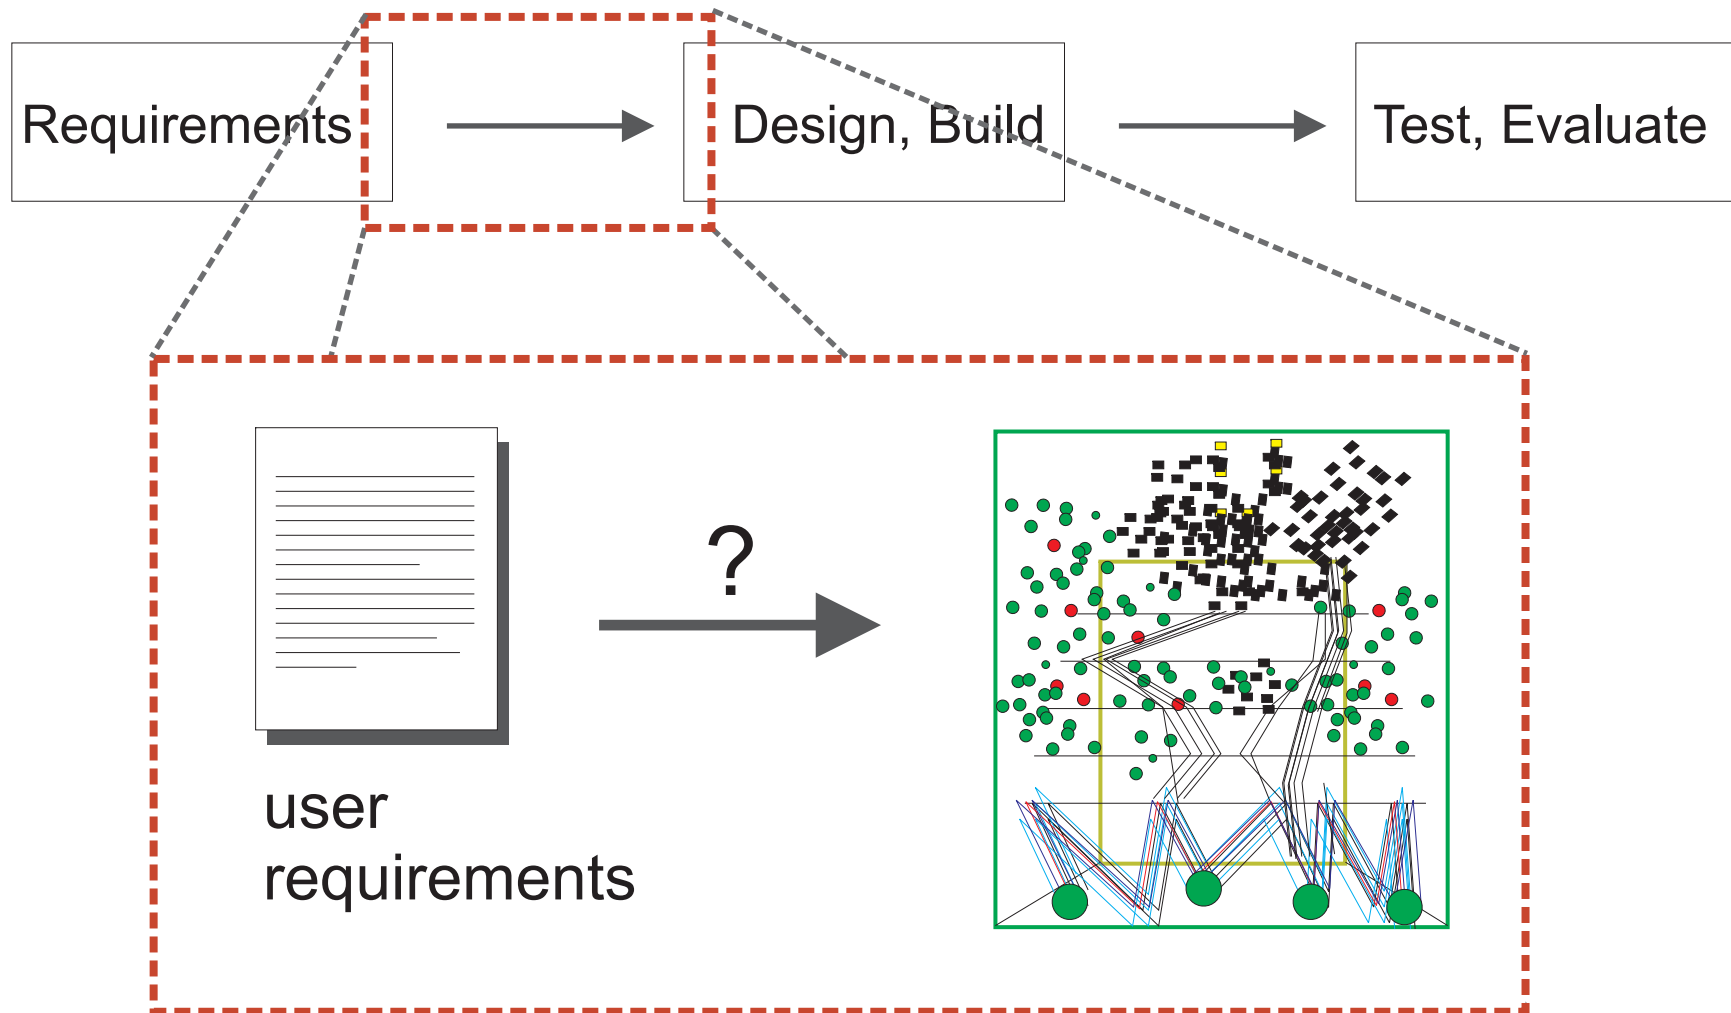 Requirements
Design, Build
Test, Evaluate
?
user
requirements